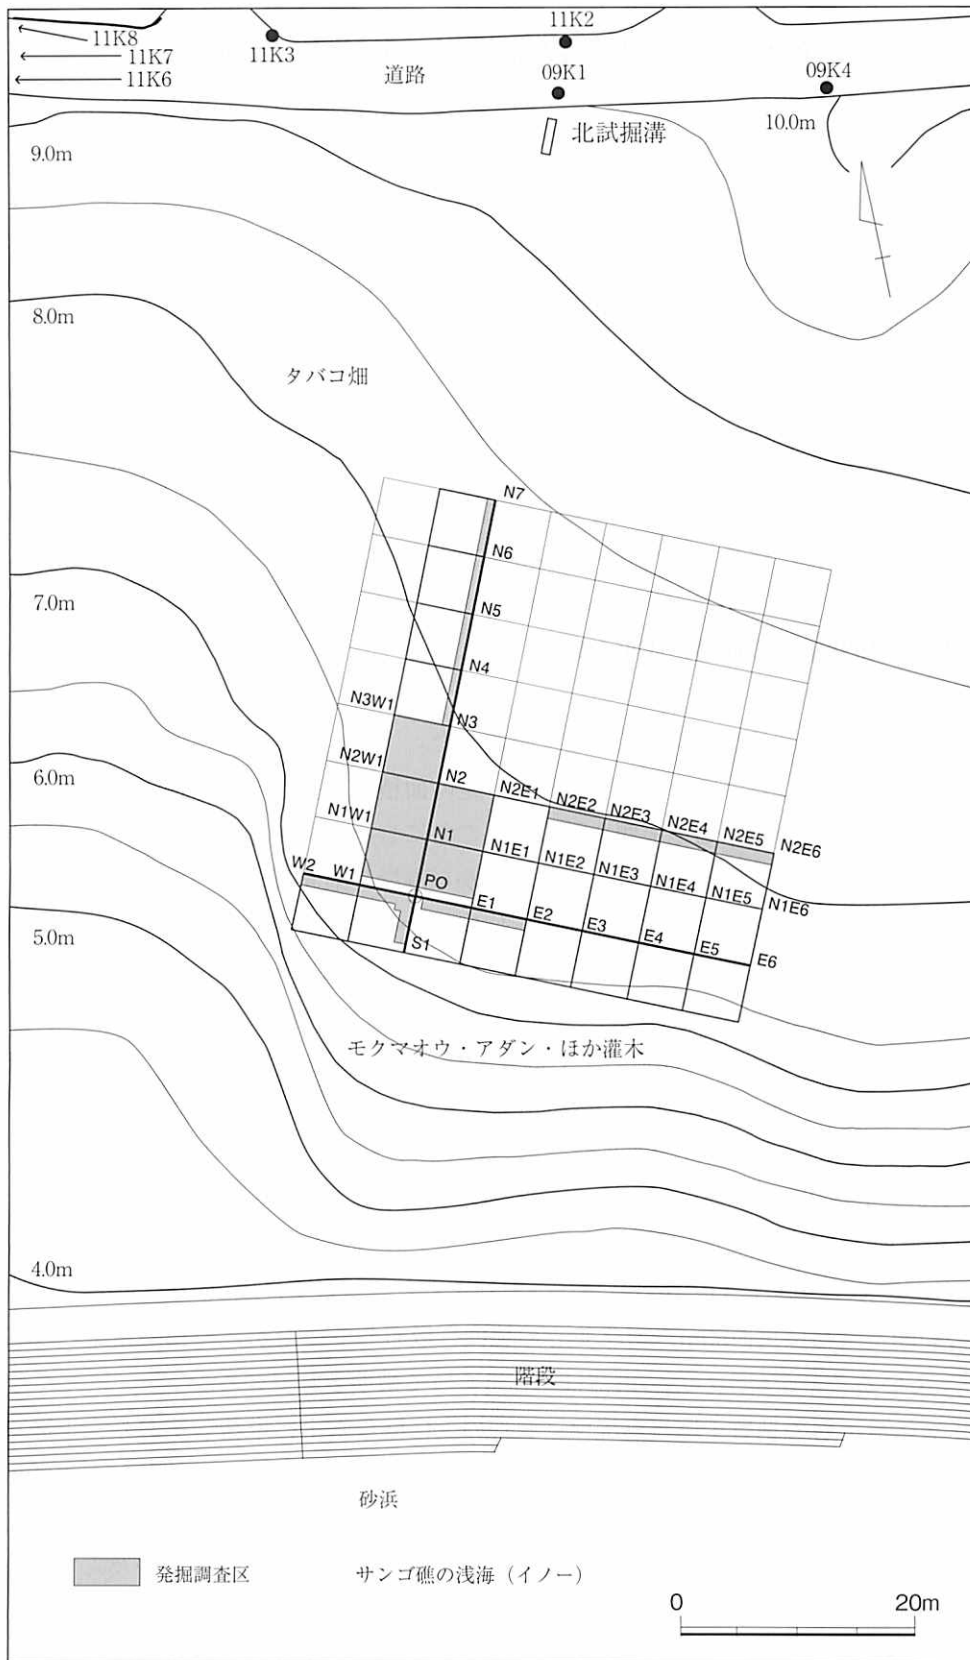 11K2
11K8
11K3
11K7
道路
09K1
09K4
11K6
10.0m
北試掘溝
9.0m
8.0m
タバコ畑
N7
N6
7.0m
N5
N4
N3W1
N3
N2W1
N2
N2E1
N2E2
N2E3
N2E4
N2E5
N2E6
6.0m
N1W1
N1
N1E1
N1E2
N1E3
N1E4
N1E5
N1E6
W2
W1
PO
E1
E2
E3
E4
E5
E6
5.0m
S1
モクマオウ・アダン・ほか灌木
4.0m
階段
砂浜
発掘調査区
サンゴ礁の浅海（イノー）
0
20m